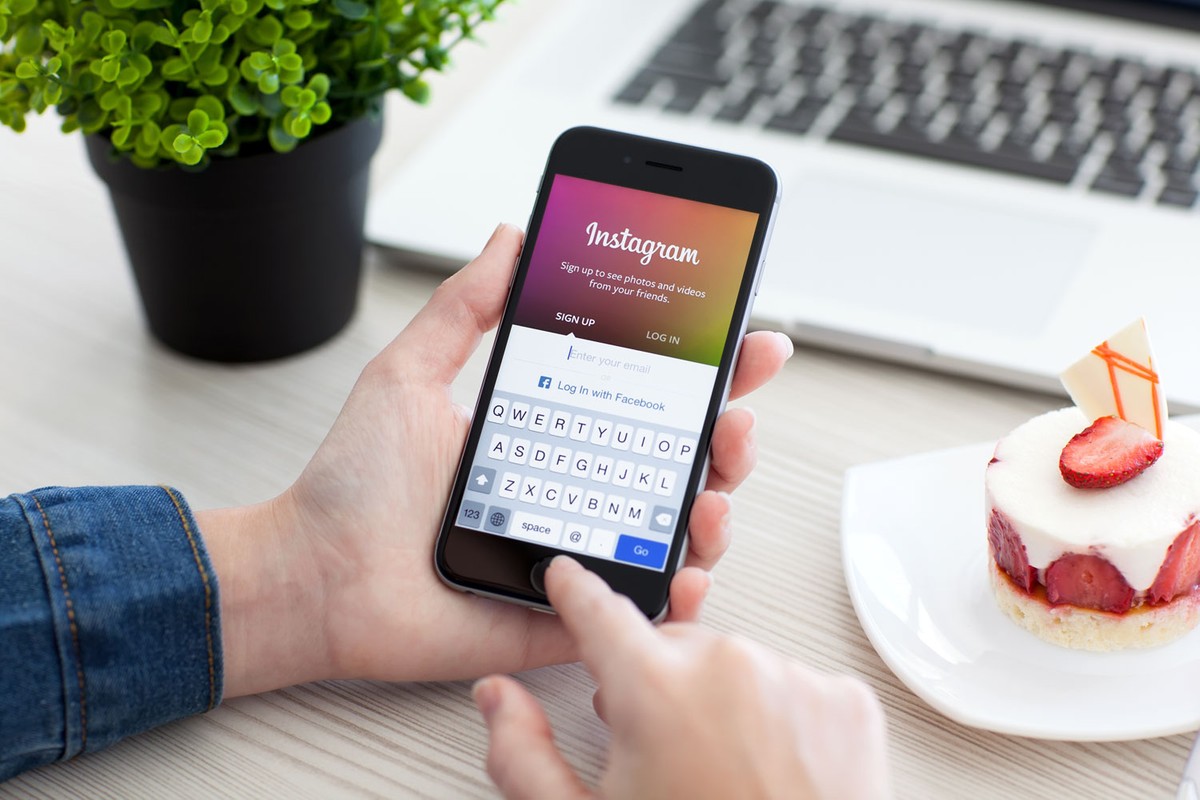 Instagram
Sign up to see photos and videos
from your friends.
SIGN UP
LOG IN
Enter your email
or
Log In with Facebook
Q W E R T Y U I O P
A S D F G H J K L
Z X C V B N M
123 space @ . Go